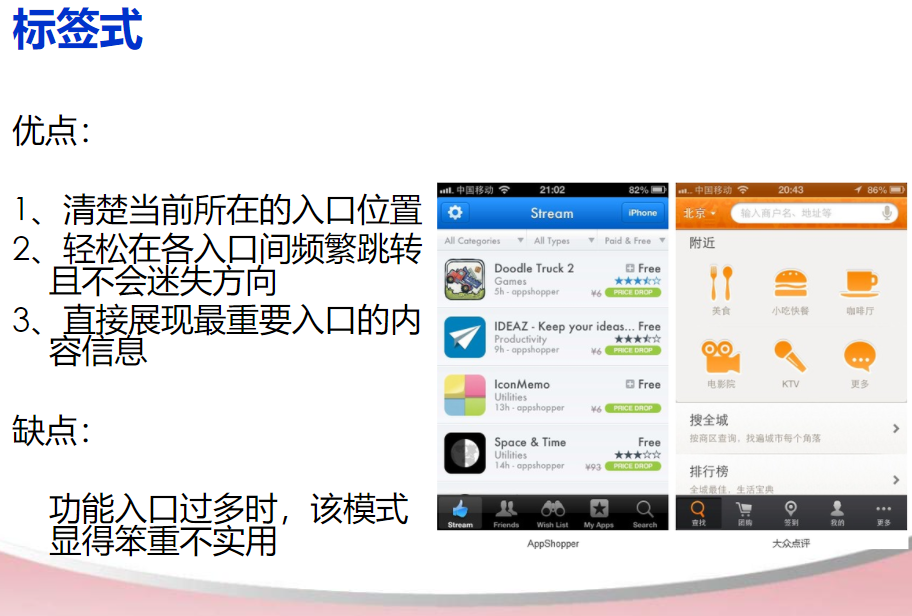 标签式
优点：
1、清楚当前所在的入口位置
2、轻松在各入口间频繁跳转
且不会迷失方向
3、直接展现最重要入口的内
容信息
缺点：
功能入口过多时，该模式
显得笨重不实用
中国移动 21:02 82%
Stream iPhone
All Categories All Types Paid & Free
Doodle Truck 2 Free
Games
5h - appshopper ¥6 PRICE DROP
IDEAZ - Keep your ideas... Free
Productivity
9h - appshopper ¥6 PRICE DROP
IconMemo Free
Utilities
13h - appshopper ¥6 PRICE DROP
Space & Time Free
Utilities
14h - appshopper ¥93 PRICE DROP
Stream Friends Wish List My Apps Search
AppShopper
中国移动 20:43 86%
北京 输入商户名、地址等
附近
美食 小吃快餐 咖啡厅
电影院 KTV 更多
搜全城
按商区查询、找遍城市每个角落
排行榜
全城最佳，生活宝典
查找 团购 签到 我的 更多
大众点评